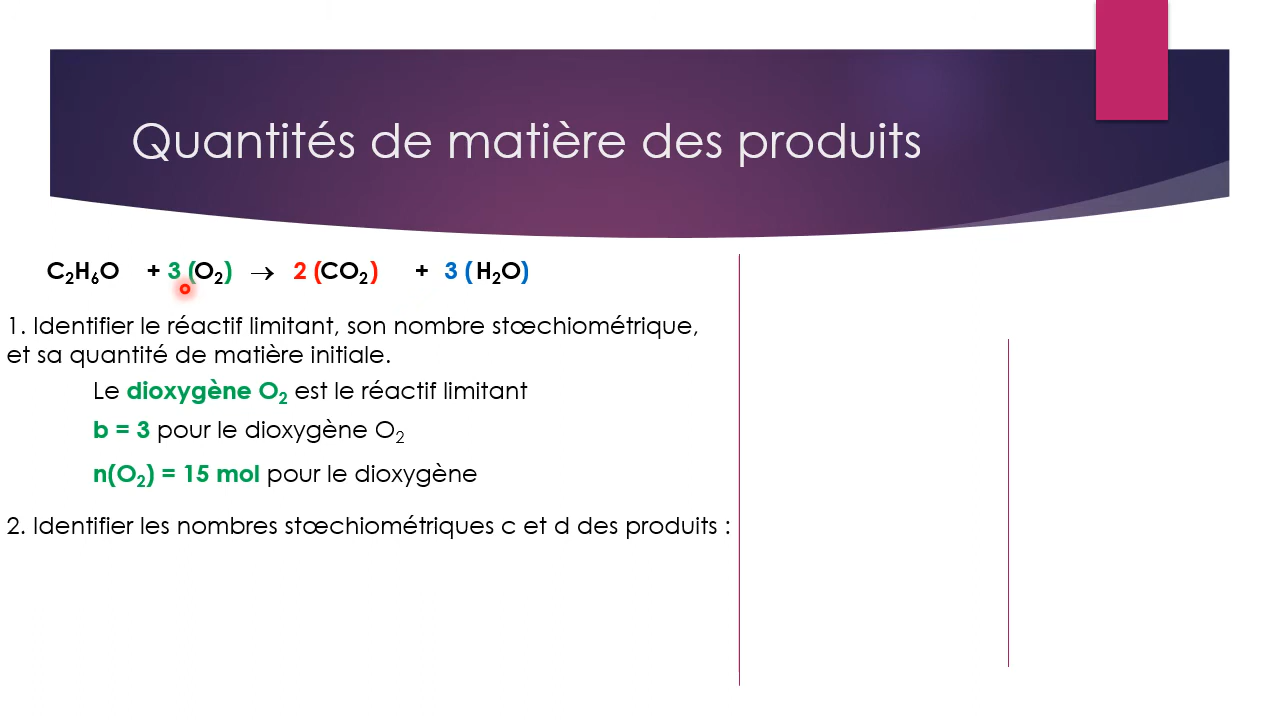 Quantités de matière des produits
C₂H₆O + 3 (O₂) → 2 (CO₂) + 3 (H₂O)
1. Identifier le réactif limitant, son nombre stœchiométrique,
et sa quantité de matière initiale.
Le dioxygène O₂ est le réactif limitant
b = 3 pour le dioxygène O₂
n(O₂) = 15 mol pour le dioxygène
2. Identifier les nombres stœchiométriques c et d des produits :